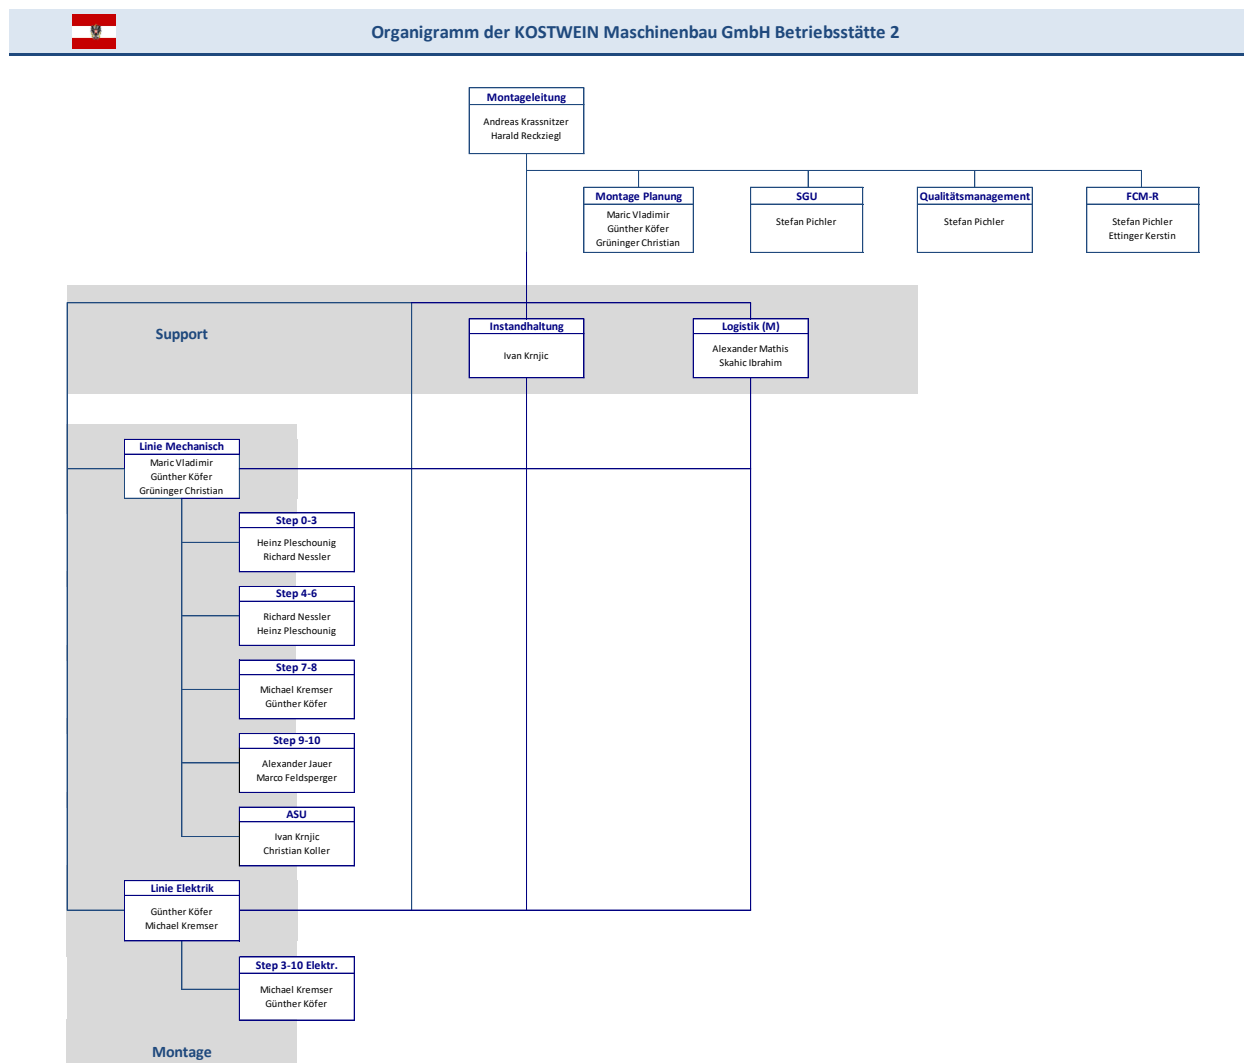 Organigramm der KOSTWEIN Maschinenbau GmbH Betriebsstätte 2
Montageleitung
Andreas Krassnitzer
Harald Reckziegl
Montage Planung
Maric Vladimir
Günther Köfer
Grüninger Christian
SGU
Stefan Pichler
Qualitätsmanagement
Stefan Pichler
FCM-R
Stefan Pichler
Ettinger Kerstin
Support
Instandhaltung
Ivan Krnjic
Logistik (M)
Alexander Mathis
Skahic Ibrahim
Linie Mechanisch
Maric Vladimir
Günther Köfer
Grüninger Christian
Step 0-3
Heinz Pleschounig
Richard Nessler
Step 4-6
Richard Nessler
Heinz Pleschounig
Step 7-8
Michael Kremser
Günther Köfer
Step 9-10
Alexander Jauer
Marco Feldsperger
ASU
Ivan Krnjic
Christian Koller
Linie Elektrik
Günther Köfer
Michael Kremser
Step 3-10 Elektr.
Michael Kremser
Günther Köfer
Montage